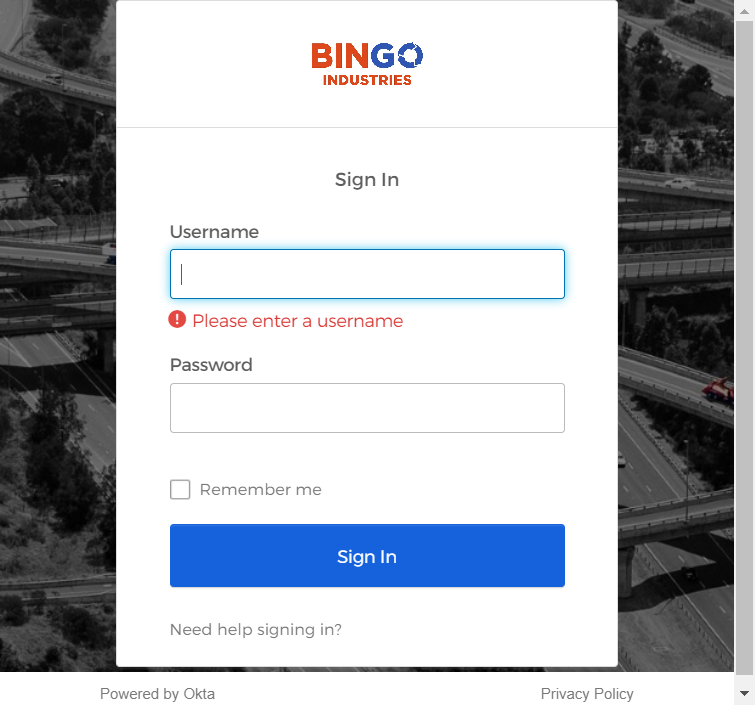 BINGO
INDUSTRIES
Sign In
Username
Please enter a username
Password
Remember me
Sign In
Need help signing in?
Powered by Okta
Privacy Policy